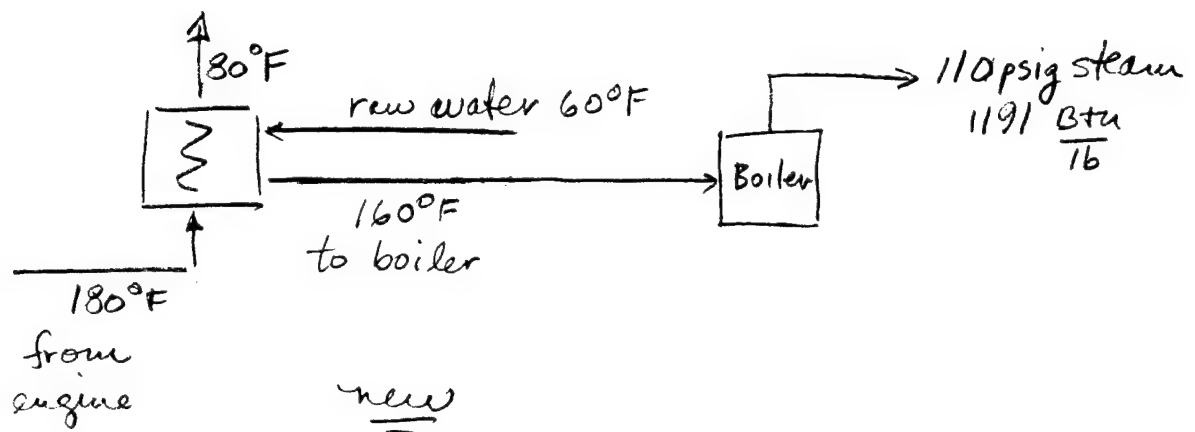 80°F
raw water 60°F
110 psig steam
1191 Btu
lb
Boiler
160°F
to boiler
180°F
from
engine
new